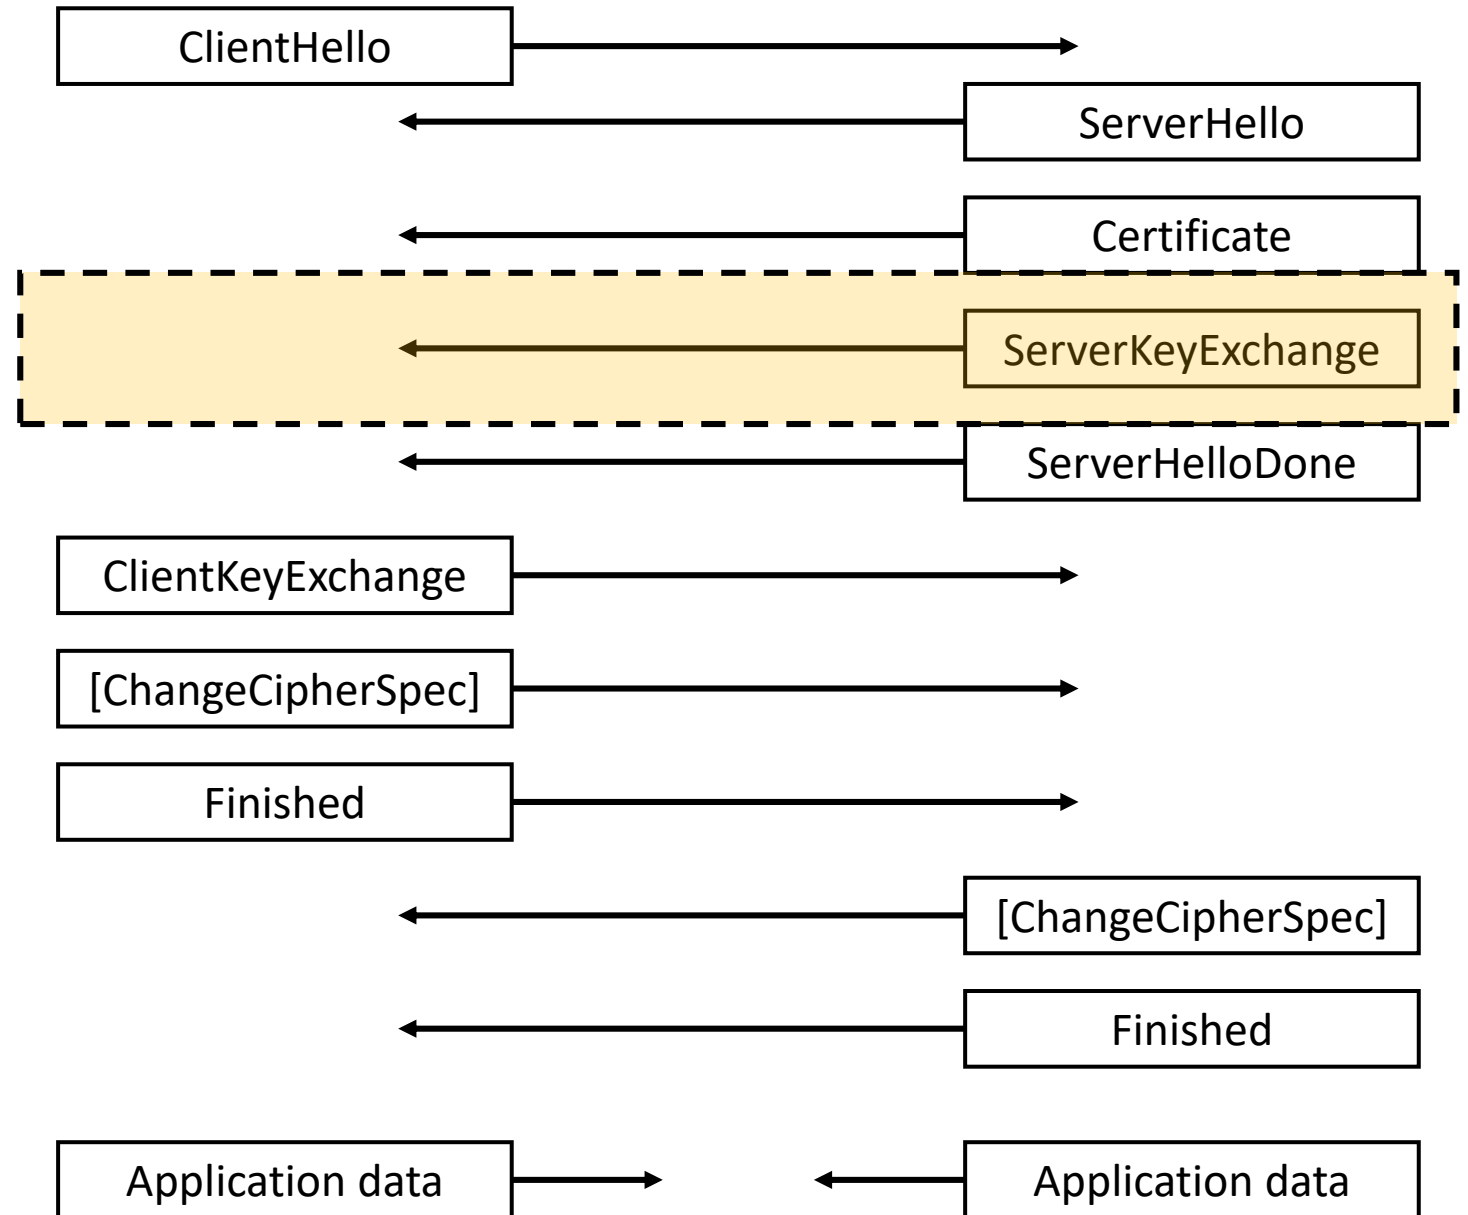 ClientHello
ServerHello
Certificate
ServerKeyExchange
ServerHelloDone
ClientKeyExchange
[ChangeCipherSpec]
Finished
[ChangeCipherSpec]
Finished
Application data
Application data